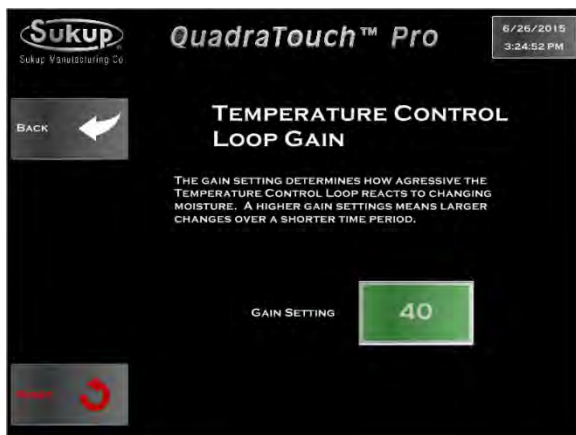 Sukup
Sukup Manufacturing Co.
QuadraTouch™ Pro
6/26/2015
3:24:52 PM
BACK
TEMPERATURE CONTROL
LOOP GAIN
THE GAIN SETTING DETERMINES HOW AGRESSIVE THE
TEMPERATURE CONTROL LOOP REACTS TO CHANGING
MOISTURE. A HIGHER GAIN SETTINGS MEANS LARGER
CHANGES OVER A SHORTER TIME PERIOD.
GAIN SETTING
40